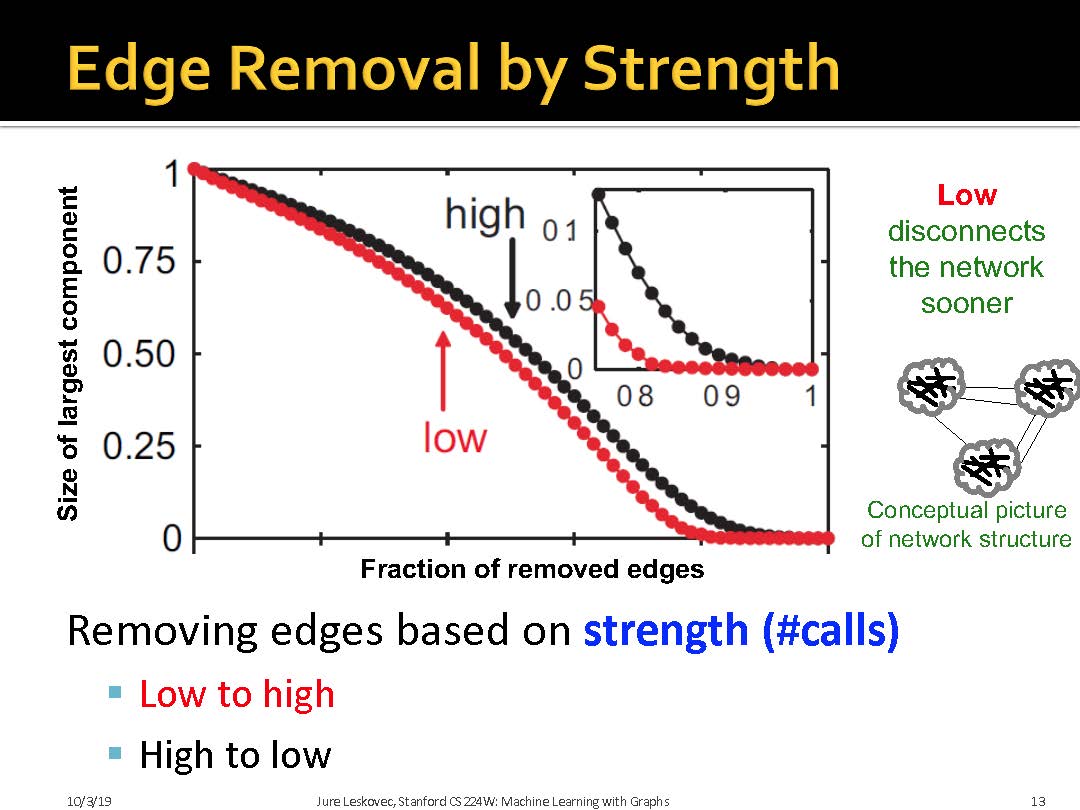 Edge Removal by Strength
Size of largest component
1
0.75
0.50
0.25
0
high
low
0 1
0 .05
0
0 8
0 9
1
Fraction of removed edges
Low
disconnects
the network
sooner
Conceptual picture
of network structure
Removing edges based on strength (#calls)
Low to high
High to low
10/3/19
Jure Leskovec, Stanford CS224W: Machine Learning with Graphs
13